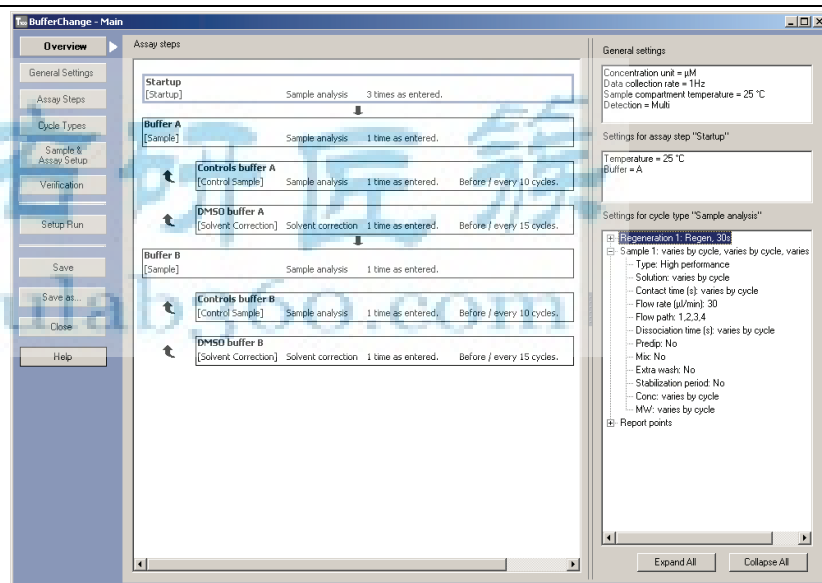 T100 BufferChange - Main
Overview
General Settings
Assay Steps
Cycle Types
Sample &
Assay Setup
Verification
Setup Run
Save
Save as...
Close
Help
Assay steps
Startup
[Startup] Sample analysis 3 times as entered.
Buffer A
[Sample] Sample analysis 1 time as entered.
Controls buffer A
[Control Sample] Sample analysis 1 time as entered. Before / every 10 cycles.
DMSO buffer A
[Solvent Correction] Solvent correction 1 time as entered. Before / every 15 cycles.
Buffer B
[Sample] Sample analysis 1 time as entered.
Controls buffer B
[Control Sample] Sample analysis 1 time as entered. Before / every 10 cycles.
DMSO buffer B
[Solvent Correction] Solvent correction 1 time as entered. Before / every 15 cycles.
General settings
Concentration unit = µM
Data collection rate = 1Hz
Sample compartment temperature = 25 °C
Detection = Multi
Settings for assay step "Startup"
Temperature = 25 °C
Buffer = A
Settings for cycle type "Sample analysis"
Regeneration 1: Regen, 30s
Sample 1: varies by cycle, varies by cycle, varies
Type: High performance
Solution: varies by cycle
Contact time (s): varies by cycle
Flow rate (µl/min): 30
Flow path: 1,2,3,4
Dissociation time (s): varies by cycle
Predip: No
Mix: No
Extra wash: No
Stabilization period: No
Conc: varies by cycle
MW: varies by cycle
Report points
Expand All Collapse All
ulab360.com